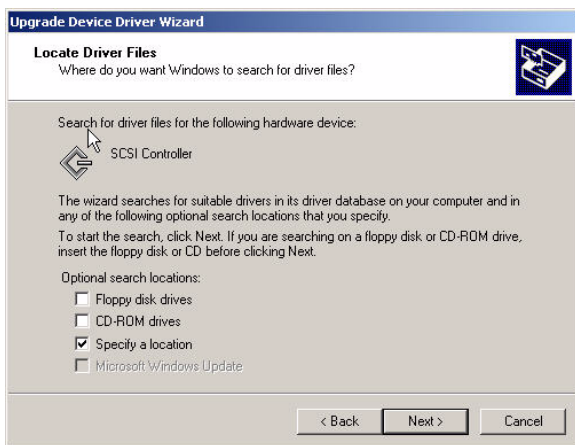 Upgrade Device Driver Wizard
Locate Driver Files
Where do you want Windows to search for driver files?
Search for driver files for the following hardware device:
SCSI Controller
The wizard searches for suitable drivers in its driver database on your computer and in
any of the following optional search locations that you specify.
To start the search, click Next. If you are searching on a floppy disk or CD-ROM drive,
insert the floppy disk or CD before clicking Next.
Optional search locations:
Floppy disk drives
CD-ROM drives
Specify a location
Microsoft Windows Update
< Back Next > Cancel